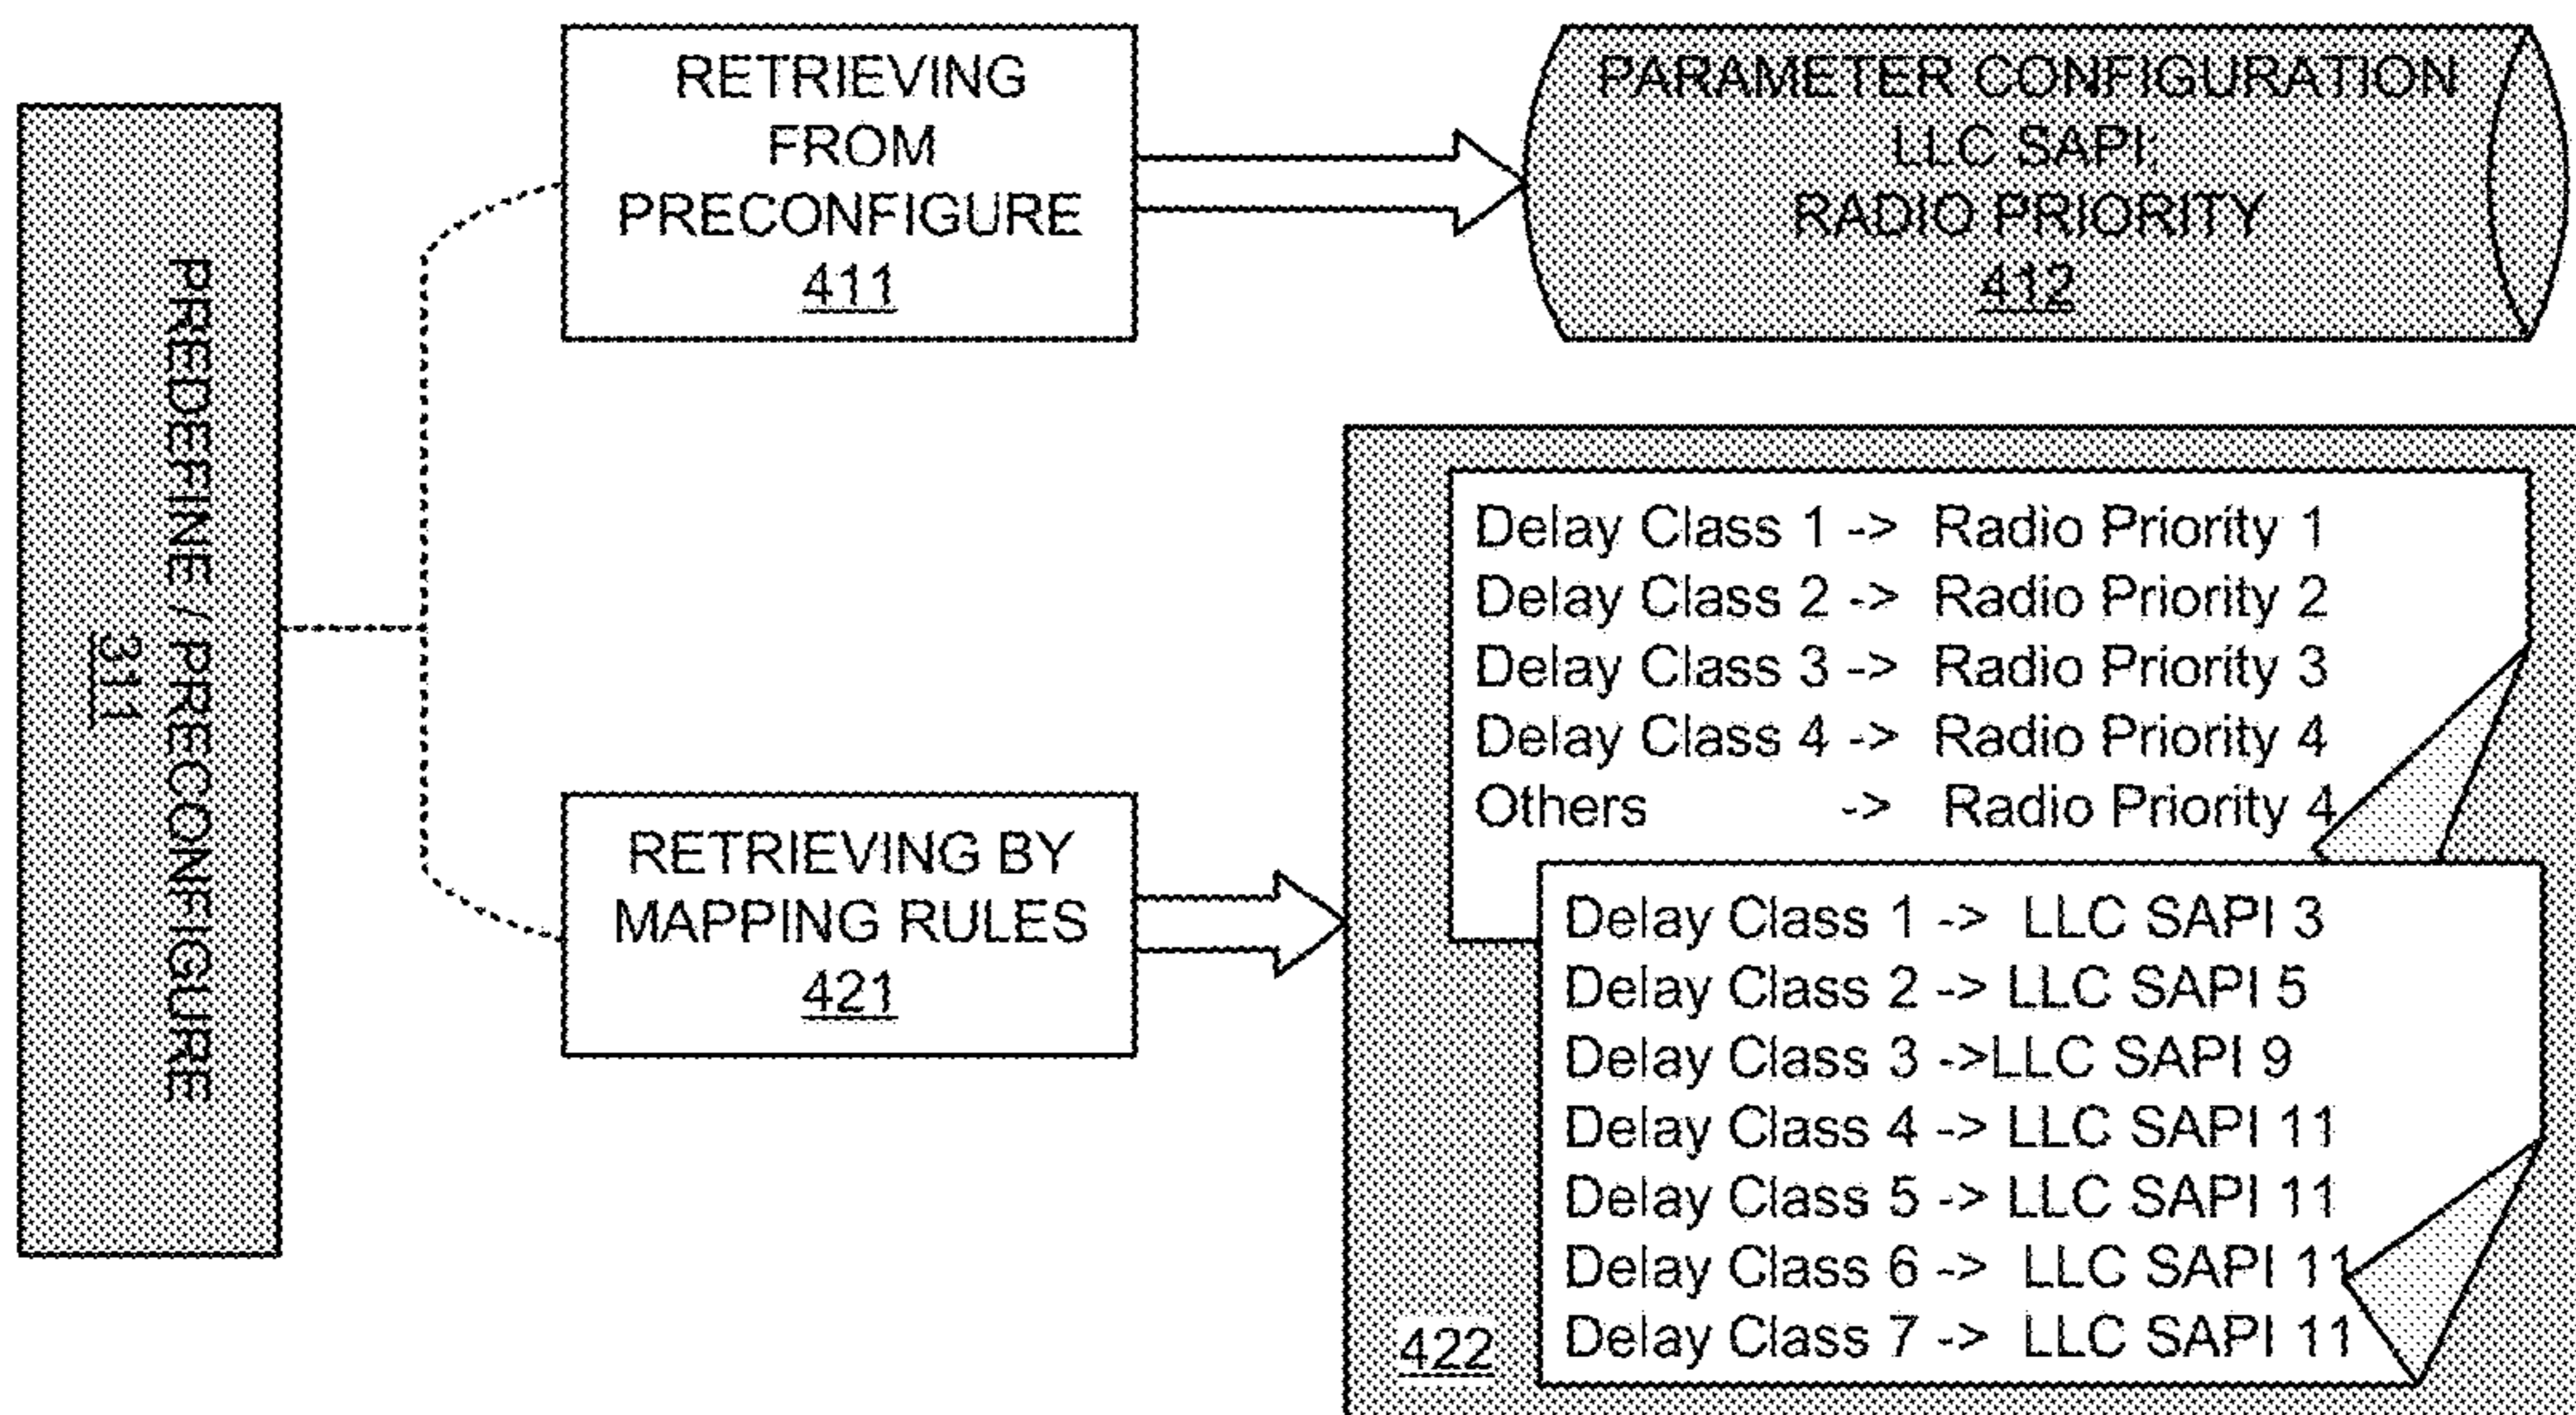 PREDEFINE / PRECONFIGURE
311
RETRIEVING
FROM
PRECONFIGURE
411
PARAMETER CONFIGURATION
LLC SAPI;
RADIO PRIORITY
412
RETRIEVING BY
MAPPING RULES
421
Delay Class 1 -> Radio Priority 1
Delay Class 2 -> Radio Priority 2
Delay Class 3 -> Radio Priority 3
Delay Class 4 -> Radio Priority 4
Others -> Radio Priority 4
Delay Class 1 -> LLC SAPI 3
Delay Class 2 -> LLC SAPI 5
Delay Class 3 ->LLC SAPI 9
Delay Class 4 -> LLC SAPI 11
Delay Class 5 -> LLC SAPI 11
Delay Class 6 -> LLC SAPI 11
Delay Class 7 -> LLC SAPI 11
422